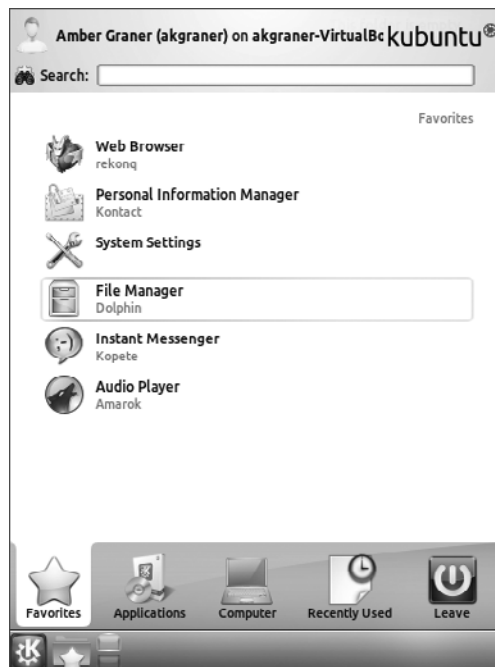 Amber Graner (akgraner) on akgraner-VirtualBo
kubuntu
Search:
Favorites
Web Browser
rekonq
Personal Information Manager
Kontact
System Settings
File Manager
Dolphin
Instant Messenger
Kopete
Audio Player
Amarok
Favorites
Applications
Computer
Recently Used
Leave